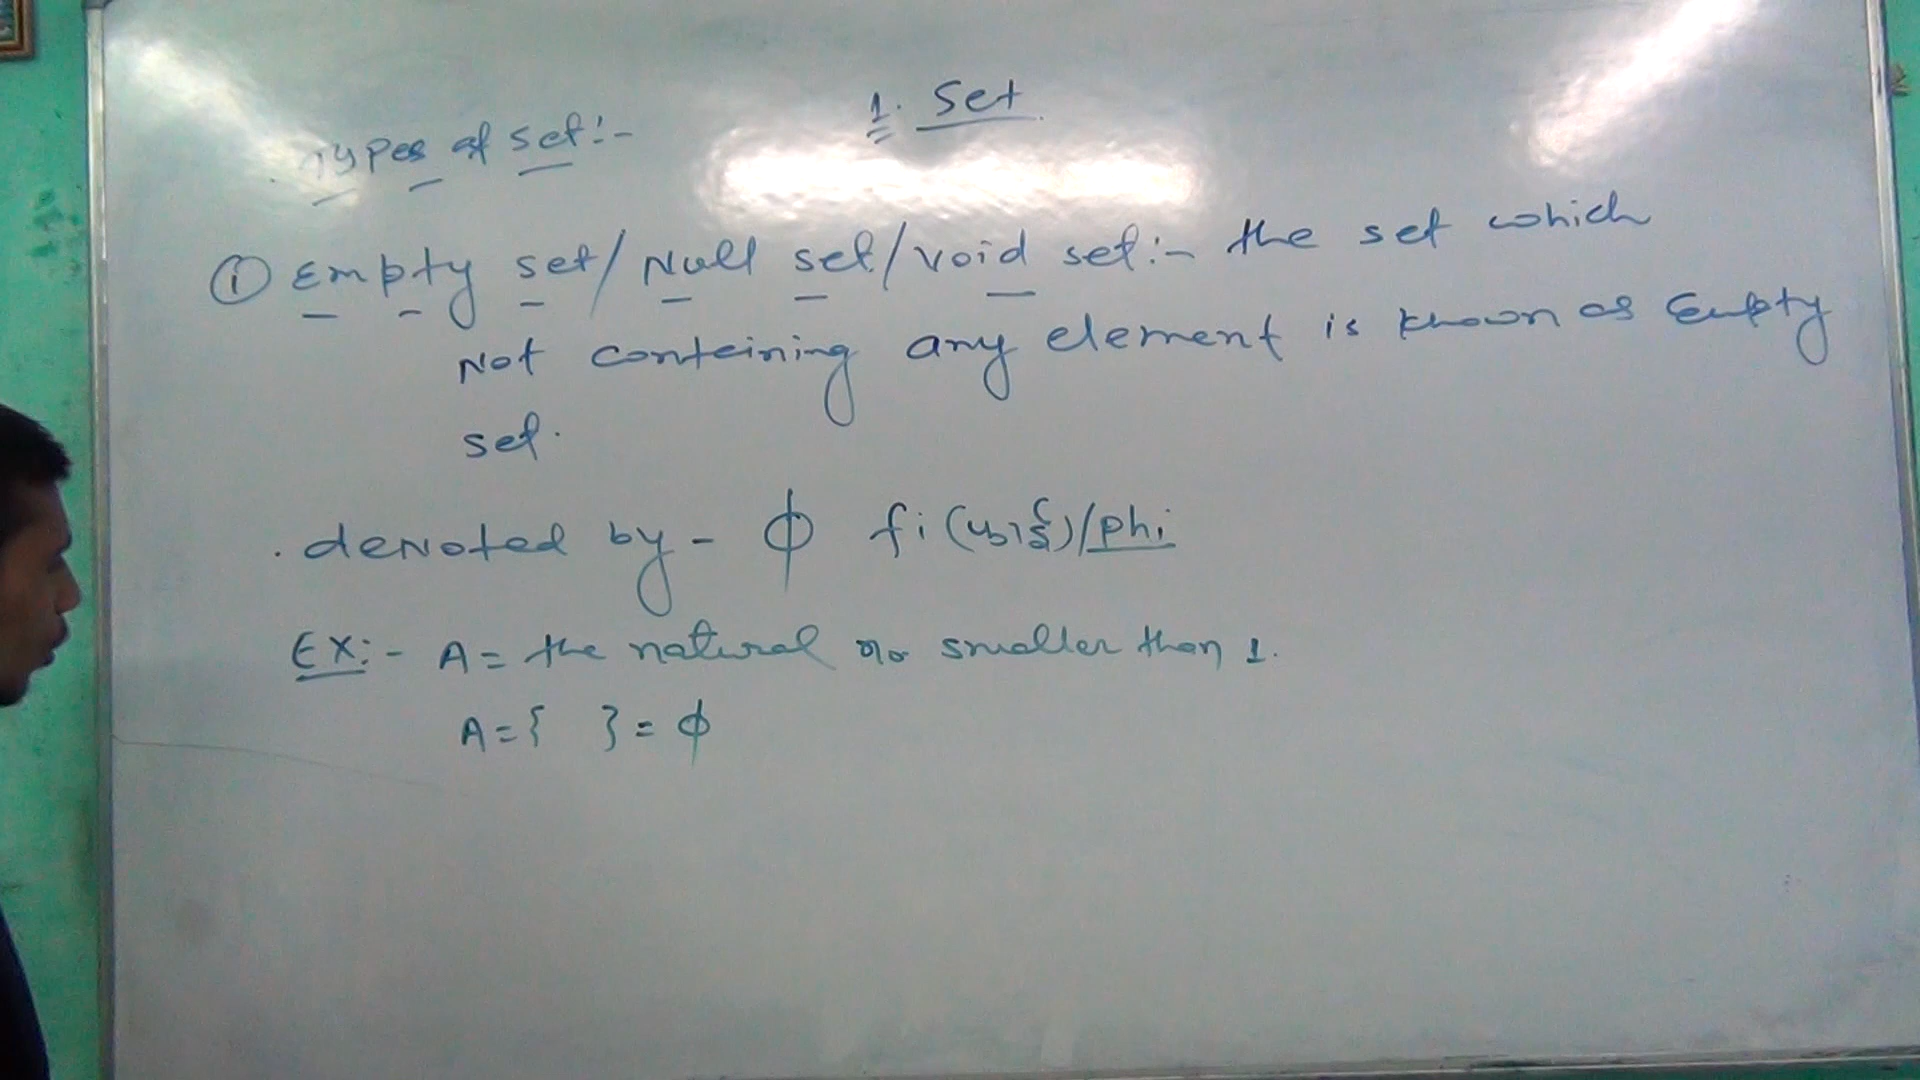 1. Set
Types of set:-
① Empty set/Null set/void set:- the set which
Not containing any element is known as Empty
set.
. denoted by - ϕ fi (फाई)/phi
Ex:- A = the natural no smaller than 1.
A = { } = ϕ